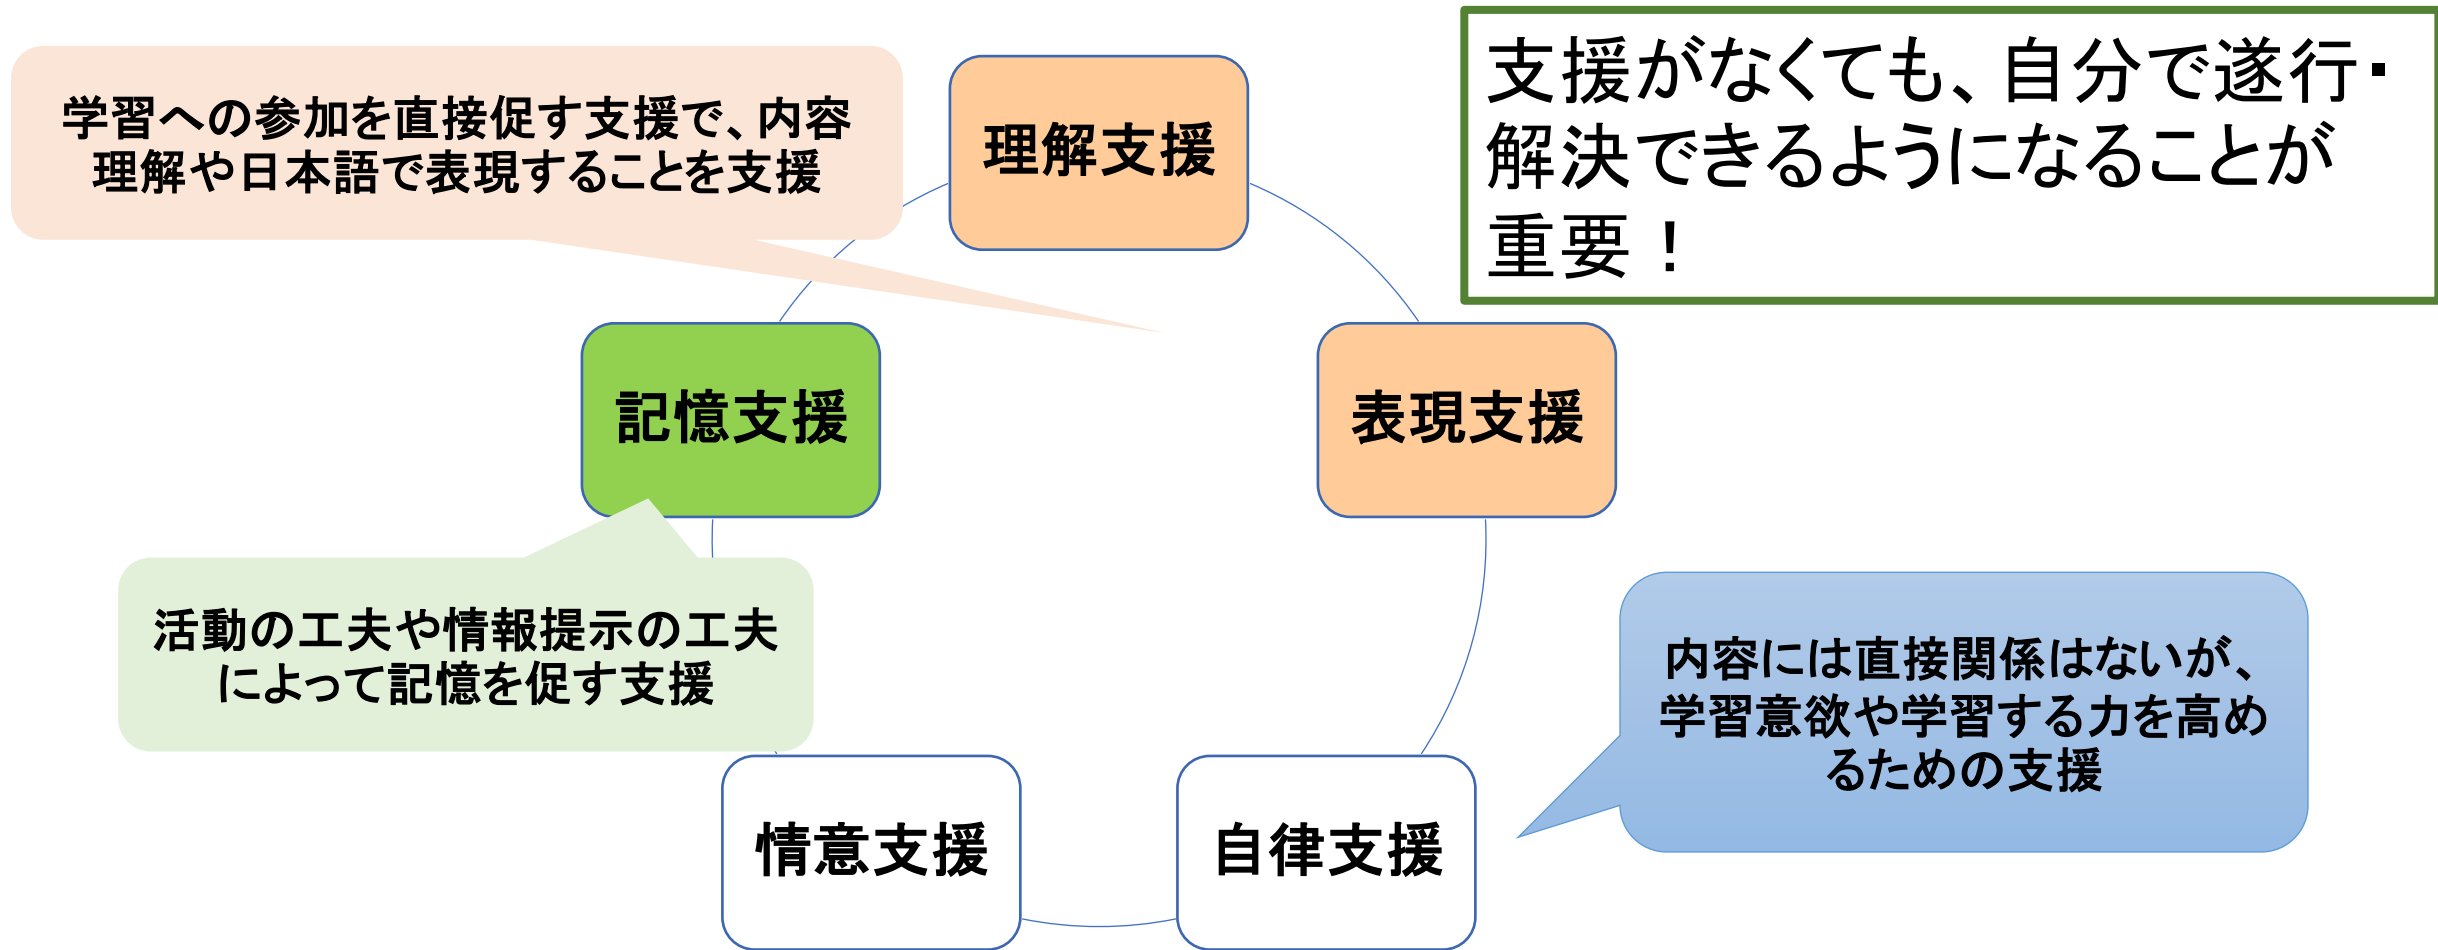 支援がなくても、自分で遂行・
解決できるようになることが
重要！
学習への参加を直接促す支援で、内容
理解や日本語で表現することを支援
理解支援
記憶支援
表現支援
活動の工夫や情報提示の工夫
によって記憶を促す支援
内容には直接関係はないが、
学習意欲や学習する力を高め
るための支援
情意支援
自律支援